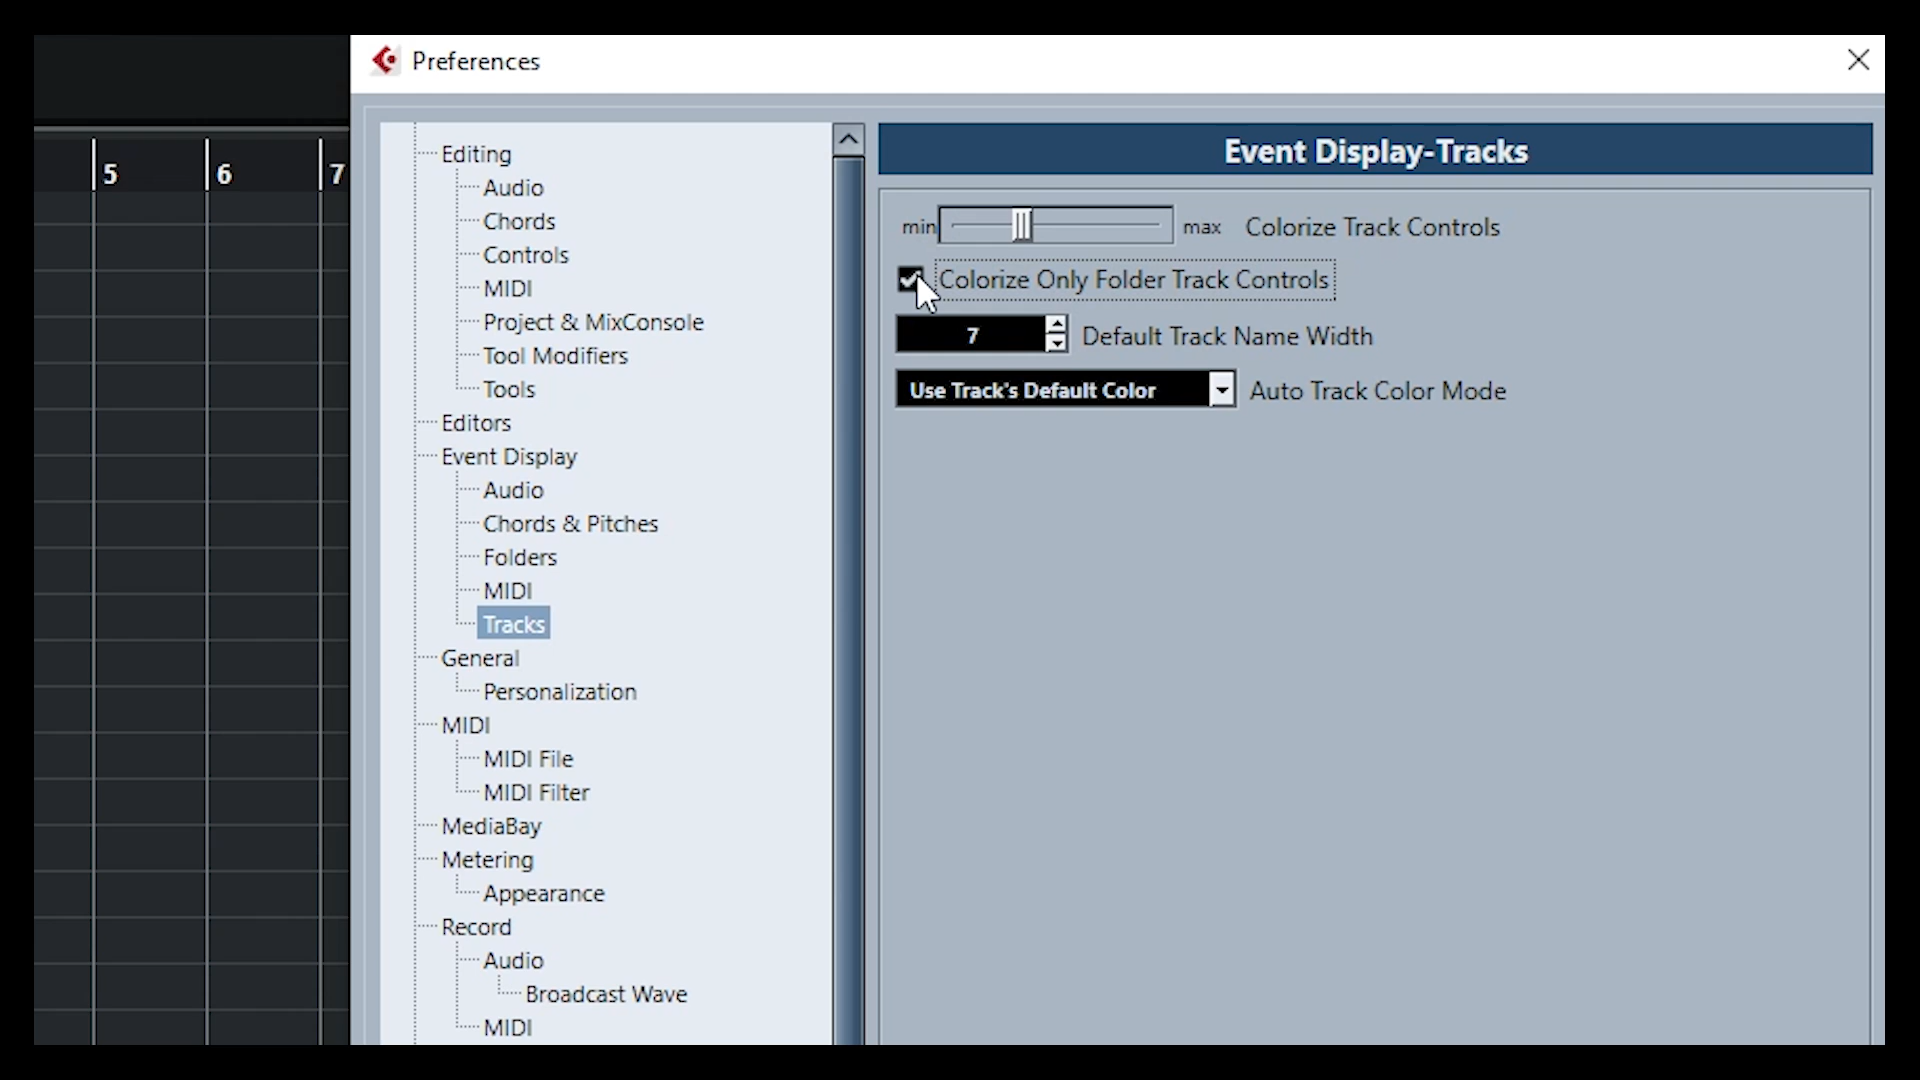 Preferences
5
6
7
Editing
Audio
Chords
Controls
MIDI
Project & MixConsole
Tool Modifiers
Tools
Editors
Event Display
Audio
Chords & Pitches
Folders
MIDI
Tracks
General
Personalization
MIDI
MIDI File
MIDI Filter
MediaBay
Metering
Appearance
Record
Audio
Broadcast Wave
MIDI
Event Display-Tracks
min max Colorize Track Controls
Colorize Only Folder Track Controls
7 Default Track Name Width
Use Track's Default Color Auto Track Color Mode